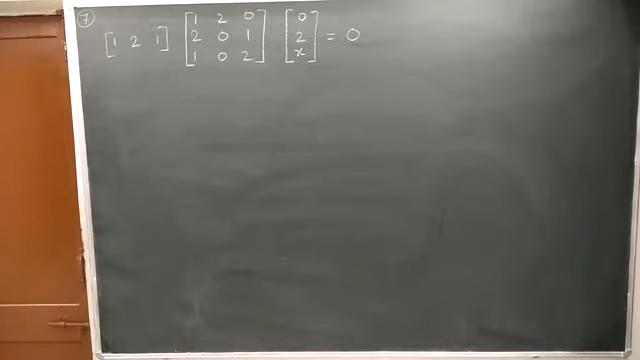 ⑦ [1 2 1] [1 2 0; 2 0 1; 1 0 2] [0; 2; x] = 0